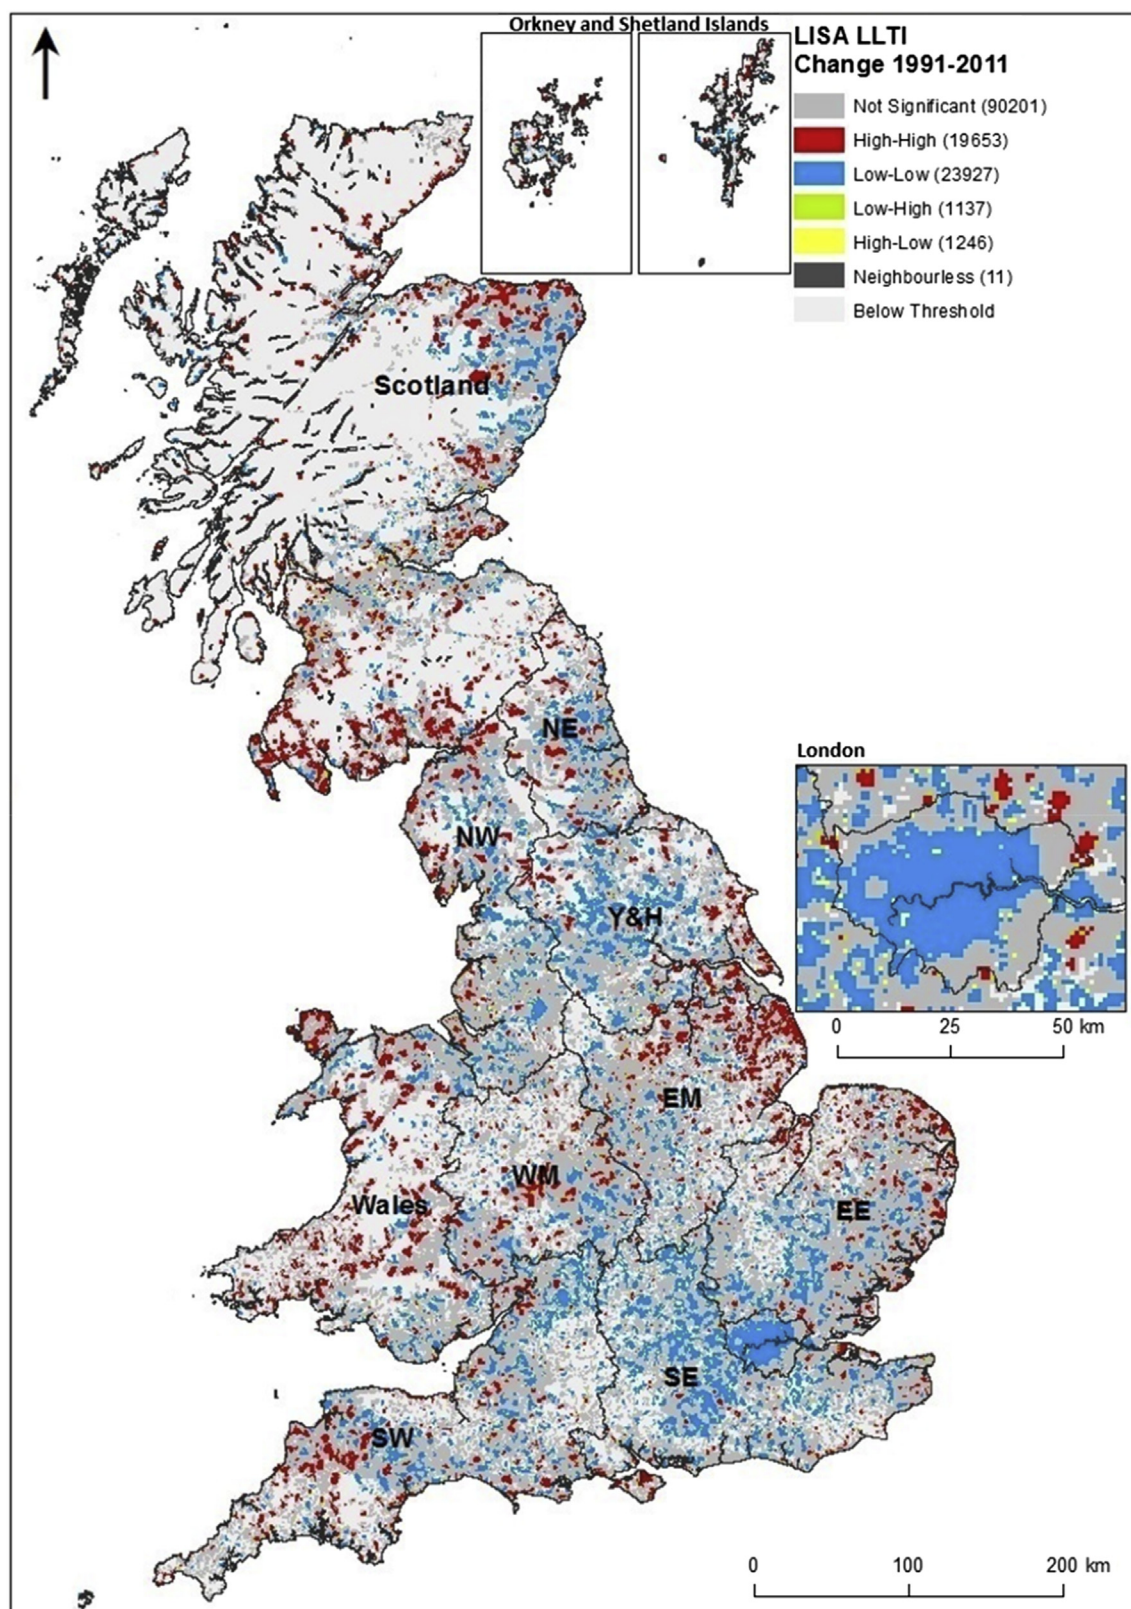 Orkney and Shetland Islands
LISA LLTI
Change 1991-2011
Not Significant (90201)
High-High (19653)
Low-Low (23927)
Low-High (1137)
High-Low (1246)
Neighbourless (11)
Below Threshold
Scotland
NE
London
NW
Y&H
0 25 50 km
EM
WM
Wales
EE
SE
SW
0 100 200 km